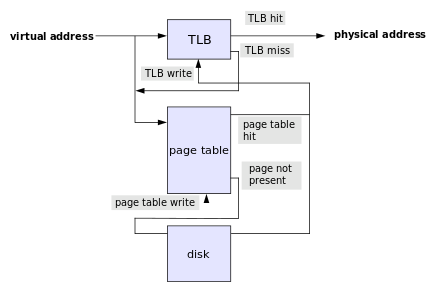 TLB hit
virtual address
TLB
physical address
TLB miss
TLB write
page table
hit
page table
page not
present
page table write
disk